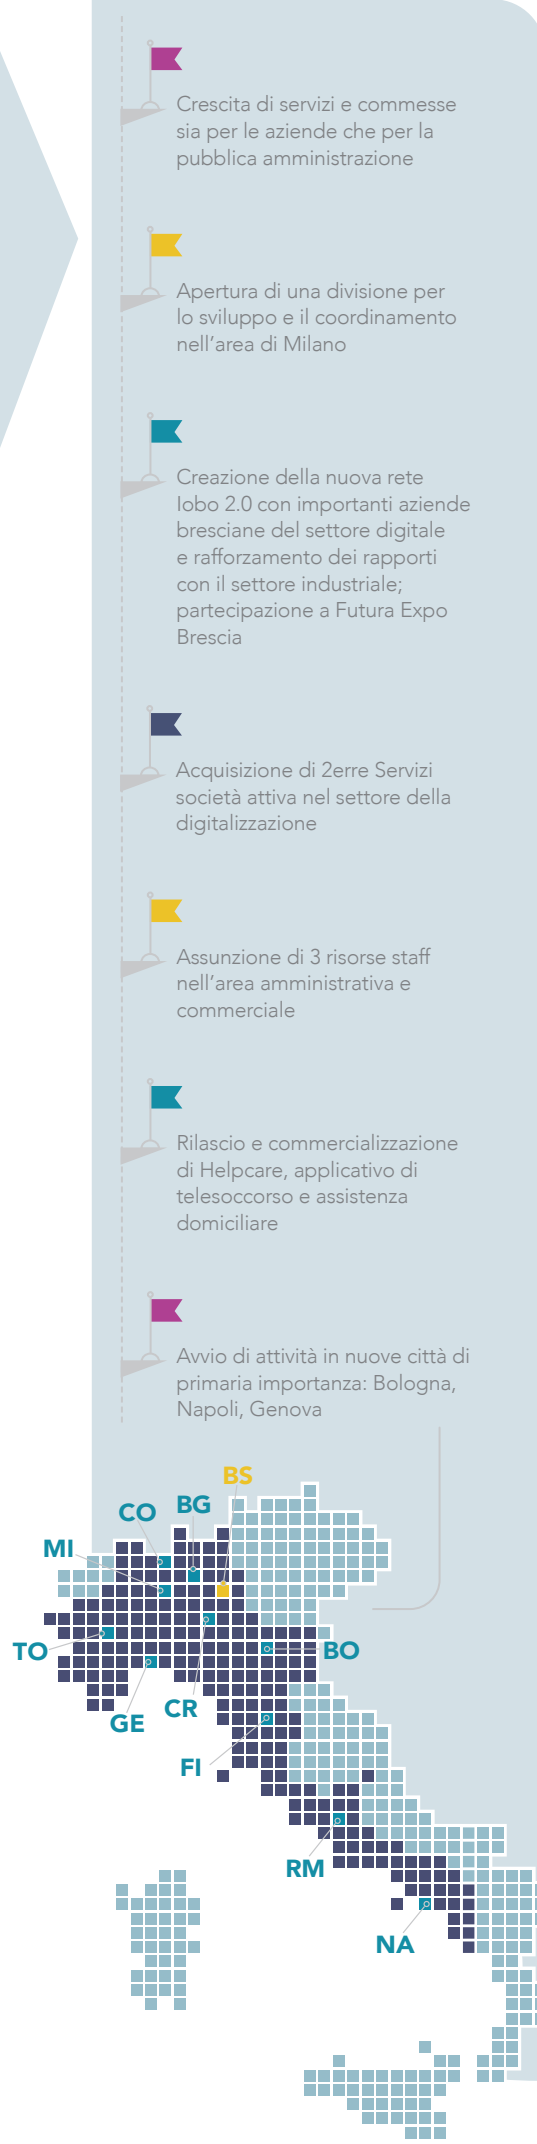 Crescita di servizi e commesse
sia per le aziende che per la
pubblica amministrazione
Apertura di una divisione per
lo sviluppo e il coordinamento
nell’area di Milano
Creazione della nuova rete
Iobo 2.0 con importanti aziende
bresciane del settore digitale
e rafforzamento dei rapporti
con il settore industriale;
partecipazione a Futura Expo
Brescia
Acquisizione di 2erre Servizi
società attiva nel settore della
digitalizzazione
Assunzione di 3 risorse staff
nell’area amministrativa e
commerciale
Rilascio e commercializzazione
di Helpcare, applicativo di
telesoccorso e assistenza
domiciliare
Avvio di attività in nuove città di
primaria importanza: Bologna,
Napoli, Genova
BS
BG
CO
MI
TO
BO
CR
GE
FI
RM
NA